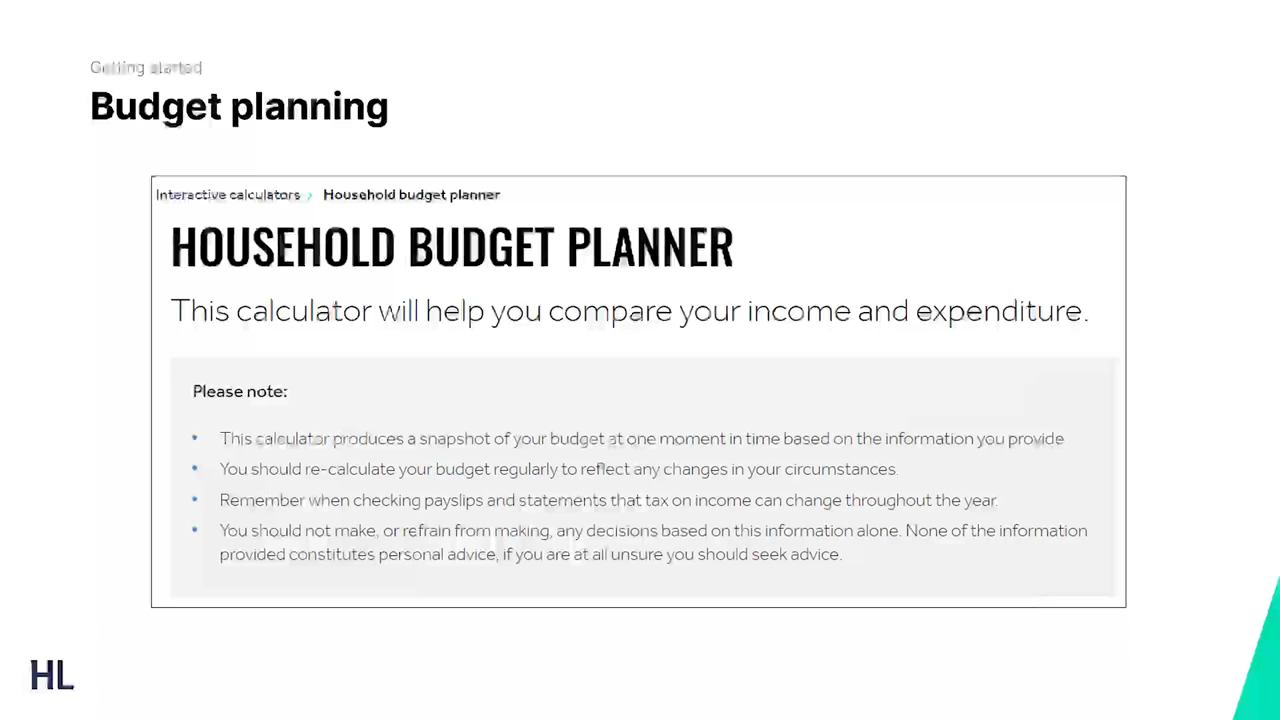 Getting started
Budget planning
Interactive calculators › Household budget planner
HOUSEHOLD BUDGET PLANNER
This calculator will help you compare your income and expenditure.
Please note:
• This calculator produces a snapshot of your budget at one moment in time based on the information you provide
• You should re-calculate your budget regularly to reflect any changes in your circumstances.
• Remember when checking payslips and statements that tax on income can change throughout the year.
• You should not make, or refrain from making, any decisions based on this information alone. None of the information
provided constitutes personal advice, if you are at all unsure you should seek advice.
HL